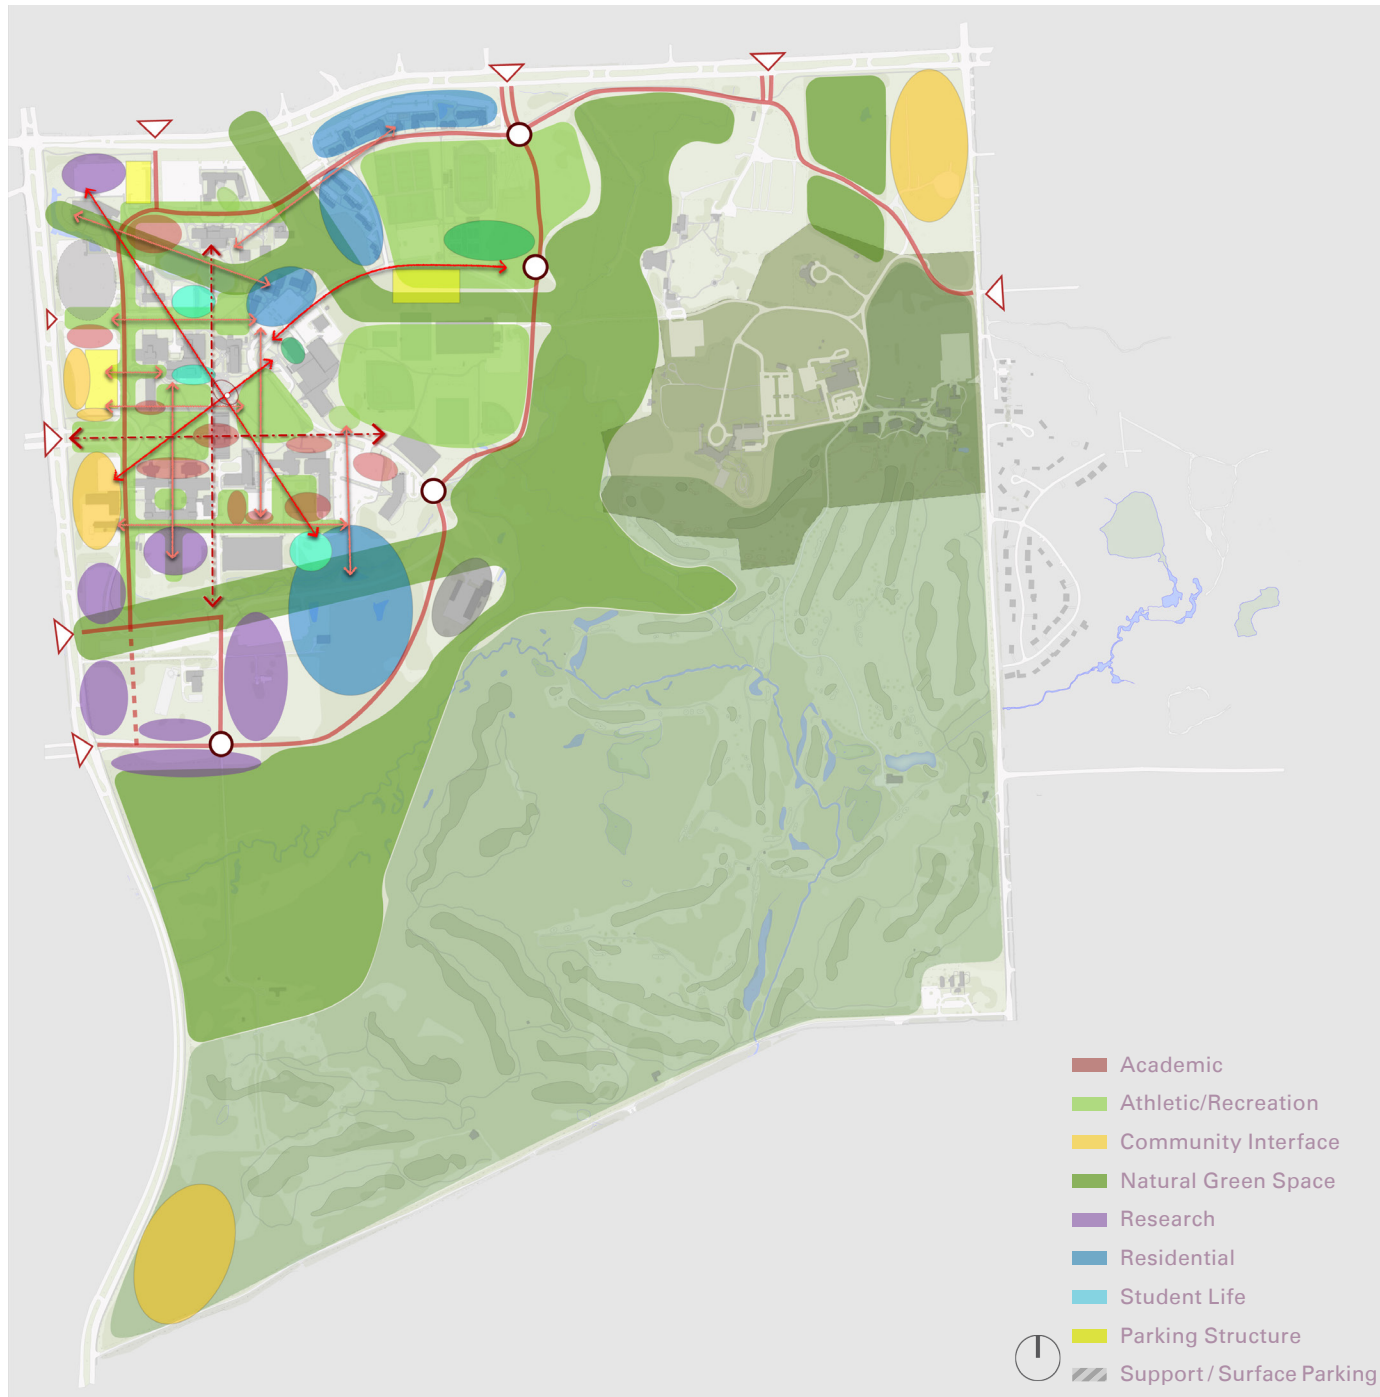 Academic
Athletic/Recreation
Community Interface
Natural Green Space
Research
Residential
Student Life
Parking Structure
Support / Surface Parking